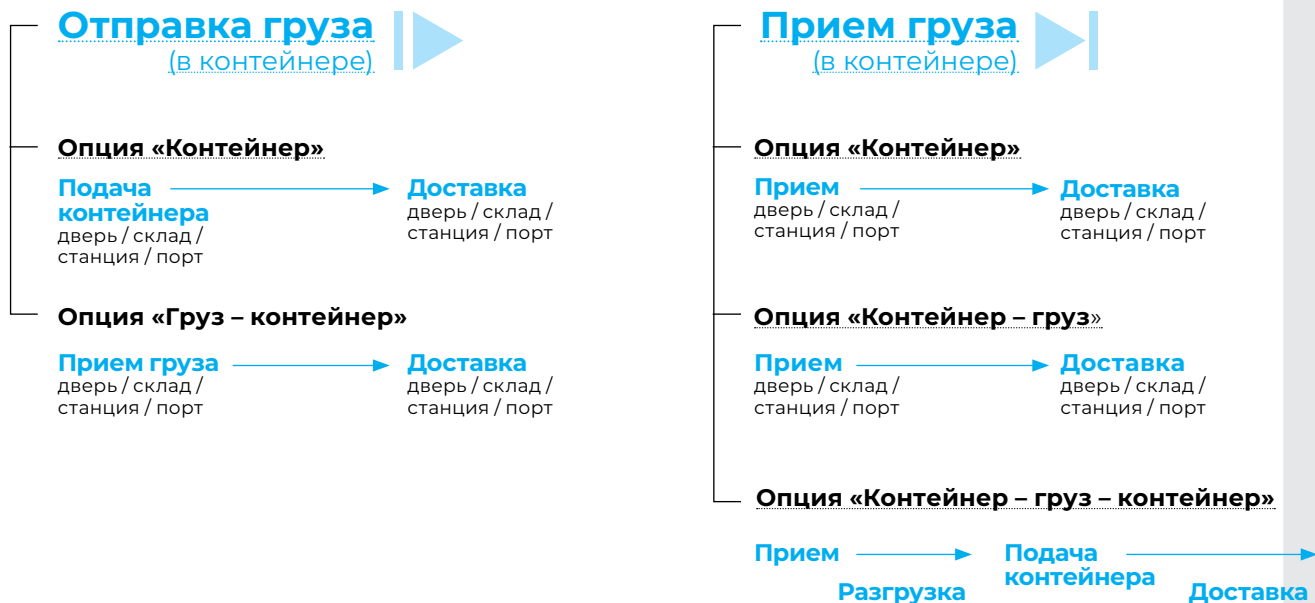 Отправка груза
(в контейнере)
Опция «Контейнер»
Подача
контейнера
дверь / склад /
станция / порт
Доставка
дверь / склад /
станция / порт
Опция «Груз – контейнер»
Прием груза
дверь / склад /
станция / порт
Доставка
дверь / склад /
станция / порт
Прием груза
(в контейнере)
Опция «Контейнер»
Прием
дверь / склад /
станция / порт
Доставка
дверь / склад /
станция / порт
Опция «Контейнер – груз»
Прием
дверь / склад /
станция / порт
Доставка
дверь / склад /
станция / порт
Опция «Контейнер – груз – контейнер»
Прием
Разгрузка
Подача
контейнера
Доставка